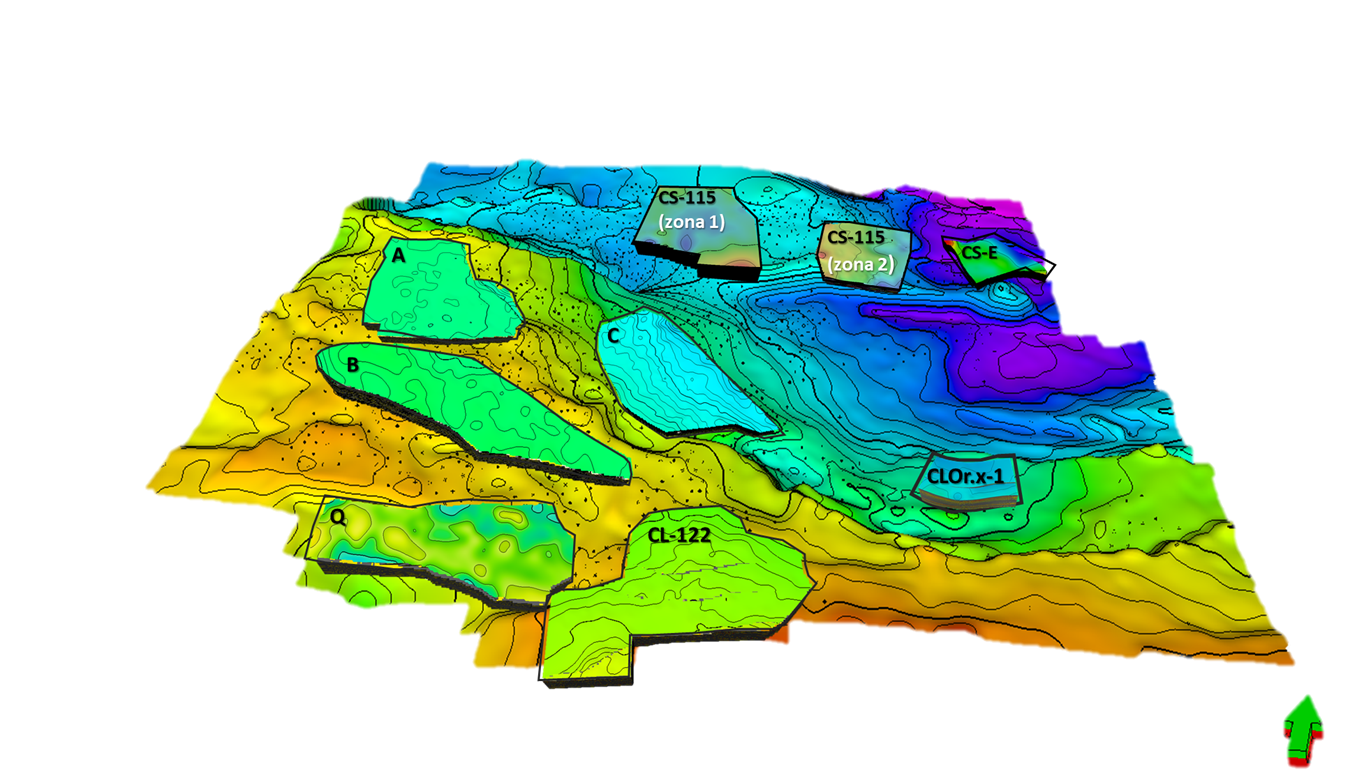 CS-115
(zona 1)
CS-115
(zona 2)
CS-E
A
C
B
CLOr.x-1
Q
CL-122